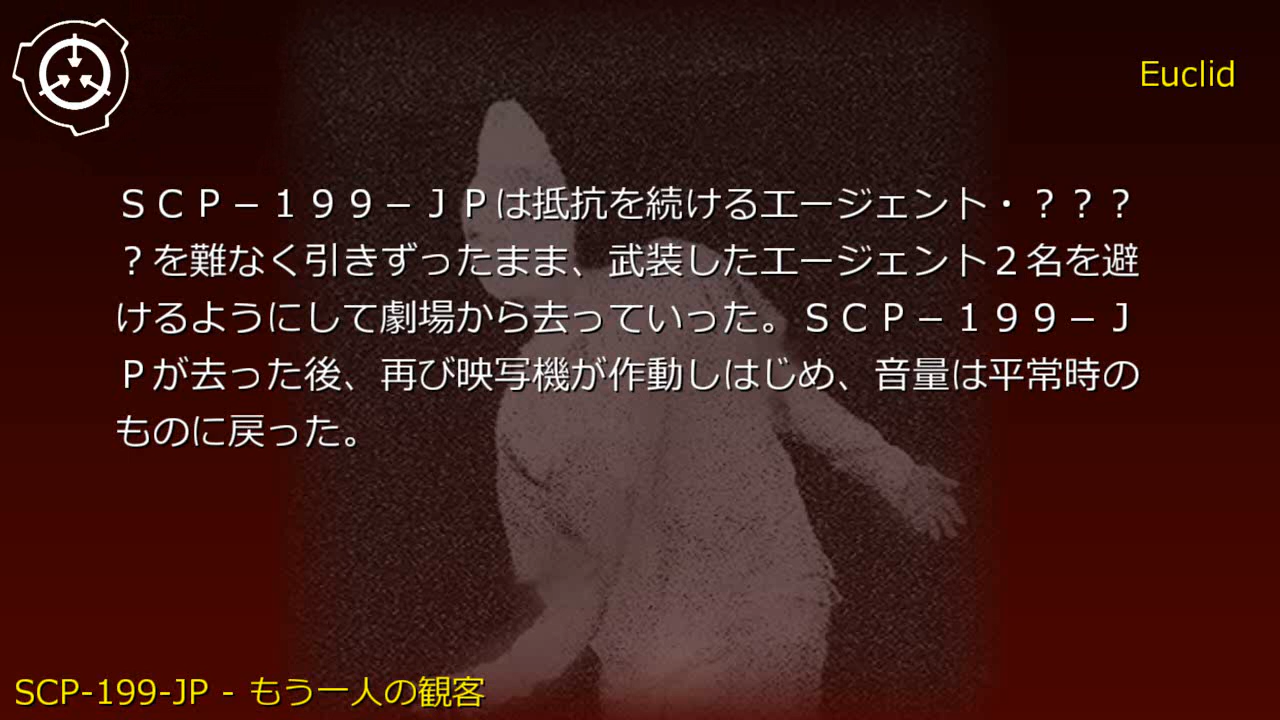 Euclid
ＳＣＰ－１９９－ＪＰは抵抗を続けるエージェント・？？？
？を難なく引きずったまま、武装したエージェント２名を避
けるようにして劇場から去っていった。ＳＣＰ－１９９－Ｊ
Ｐが去った後、再び映写機が作動しはじめ、音量は平常時の
ものに戻った。
SCP-199-JP - もう一人の観客